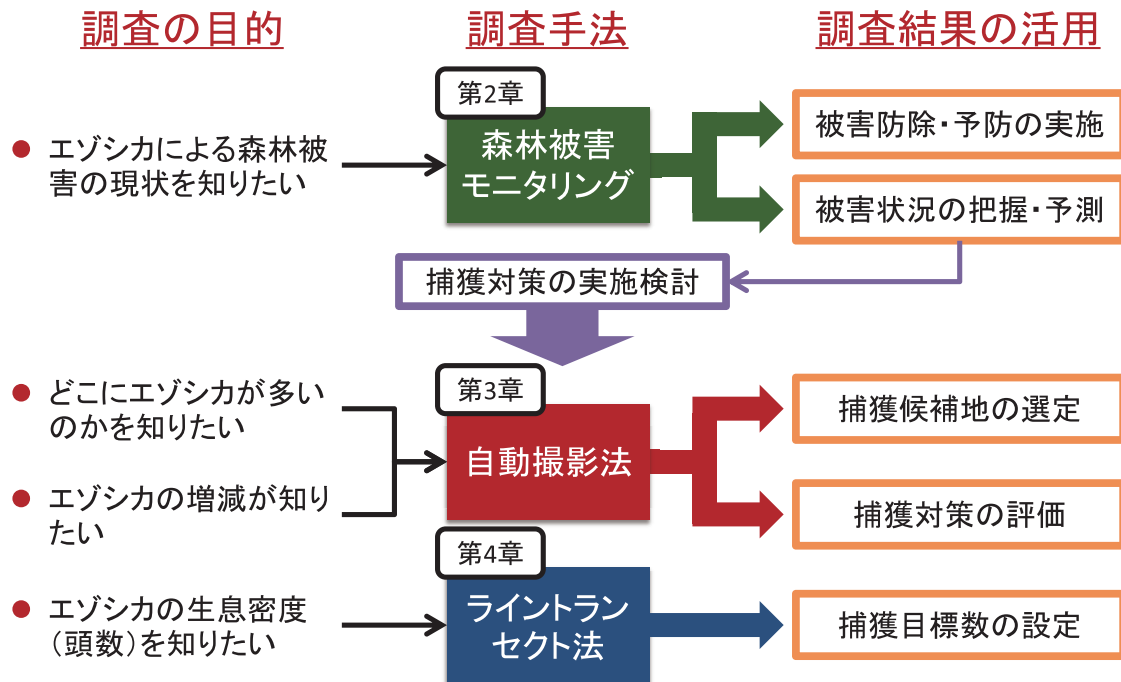 調査の目的
調査手法
調査結果の活用
● エゾシカによる森林被
害の現状を知りたい
第2章
森林被害
モニタリング
被害防除・予防の実施
被害状況の把握・予測
捕獲対策の実施検討
● どこにエゾシカが多い
のかを知りたい
● エゾシカの増減が知り
たい
第3章
自動撮影法
捕獲候補地の選定
捕獲対策の評価
● エゾシカの生息密度
(頭数)を知りたい
第4章
ライントラン
セクト法
捕獲目標数の設定